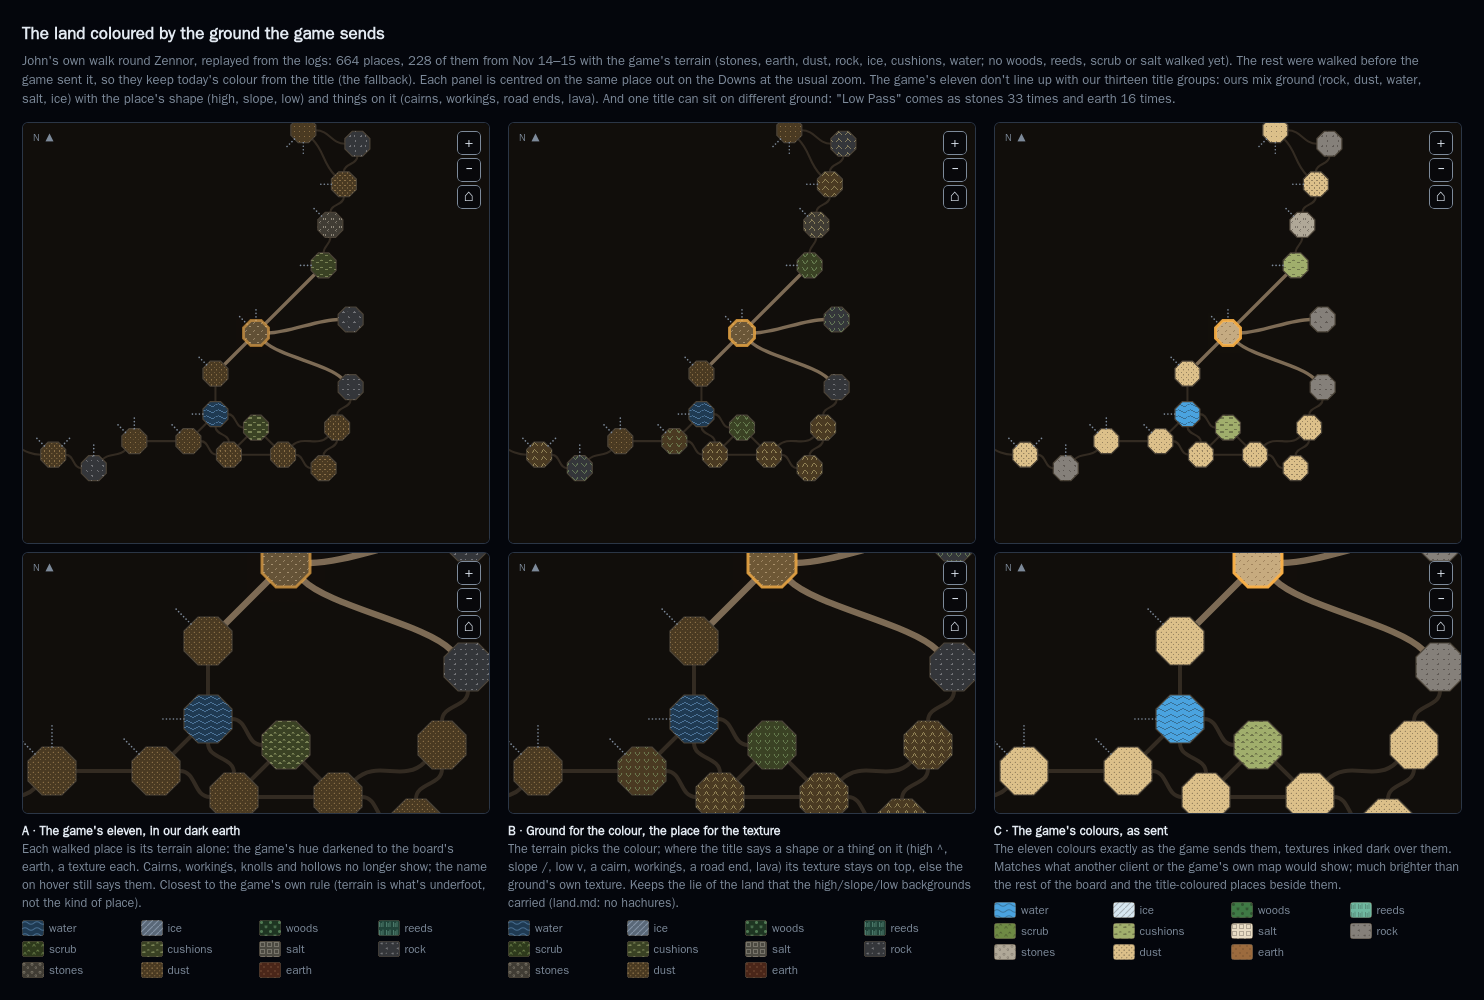 The land coloured by the ground the game sends
John's own walk round Zennor, replayed from the logs: 664 places, 228 of them from Nov 14–15 with the game's terrain (stones, earth, dust, rock, ice, cushions, water; no woods, reeds, scrub or salt walked yet). The rest were walked before the
game sent it, so they keep today's colour from the title (the fallback). Each panel is centred on the same place out on the Downs at the usual zoom. The game's eleven don't line up with our thirteen title groups: ours mix ground (rock, dust, water,
salt, ice) with the place's shape (high, slope, low) and things on it (cairns, workings, road ends, lava). And one title can sit on different ground: "Low Pass" comes as stones 33 times and earth 16 times.
N ▲
+
−
⌂
N ▲
+
−
⌂
N ▲
+
−
⌂
N ▲
+
−
⌂
N ▲
+
−
⌂
N ▲
+
−
⌂
A · The game's eleven, in our dark earth
Each walked place is its terrain alone: the game's hue darkened to the board's
earth, a texture each. Cairns, workings, knolls and hollows no longer show; the name
on hover still says them. Closest to the game's own rule (terrain is what's underfoot,
not the kind of place).
water ice woods reeds
scrub cushions salt rock
stones dust earth
B · Ground for the colour, the place for the texture
The terrain picks the colour; where the title says a shape or a thing on it (high ^,
slope /, low v, a cairn, workings, a road end, lava) its texture stays on top, else the
ground's own texture. Keeps the lie of the land that the high/slope/low backgrounds
carried (land.md: no hachures).
water ice woods reeds
scrub cushions salt rock
stones dust earth
C · The game's colours, as sent
The eleven colours exactly as the game sends them, textures inked dark over them.
Matches what another client or the game's own map would show; much brighter than
the rest of the board and the title-coloured places beside them.
water ice woods reeds
scrub cushions salt rock
stones dust earth